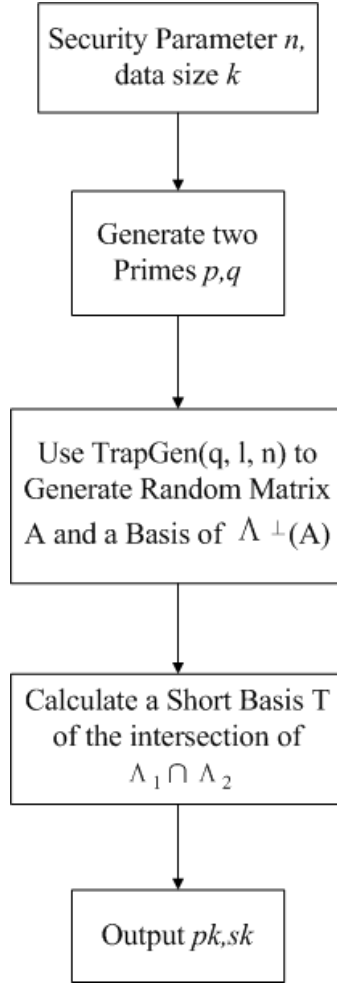 Security Parameter n,
data size k
Generate two
Primes p,q
Use TrapGen(q, l, n) to
Generate Random Matrix
A and a Basis of Λ ⊥(A)
Calculate a Short Basis T
of the intersection of
Λ₁∩Λ₂
Output pk,sk